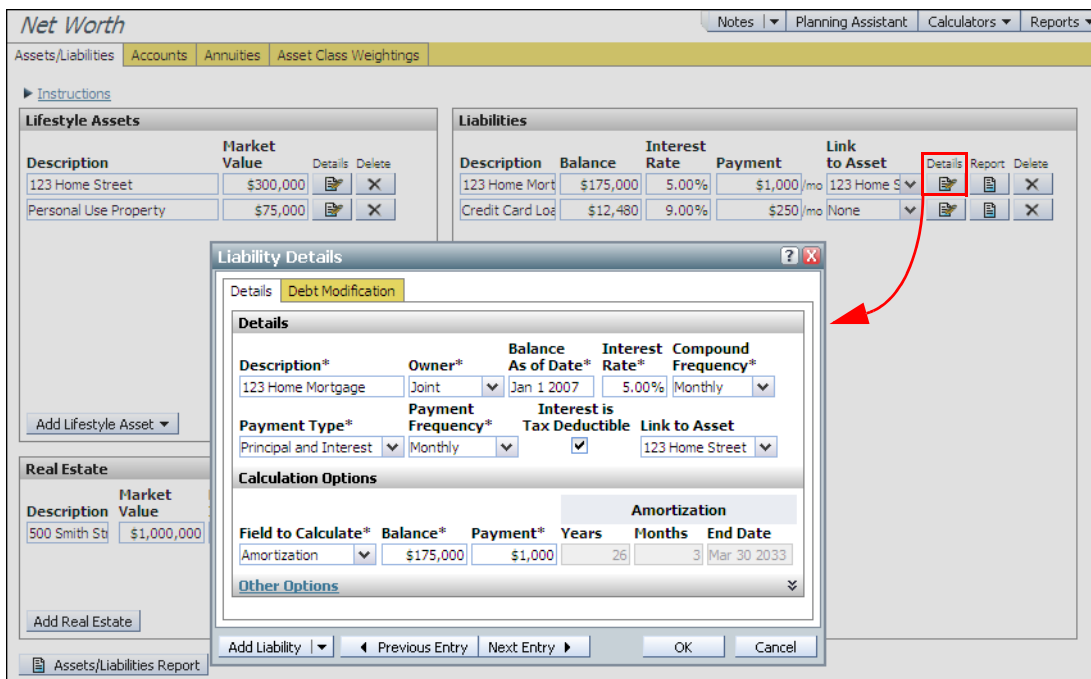 Net Worth
Notes Planning Assistant Calculators Reports
Assets/Liabilities Accounts Annuities Asset Class Weightings
Instructions
Lifestyle Assets
Description Market Value Details Delete
123 Home Street $300,000
Personal Use Property $75,000
Add Lifestyle Asset
Liabilities
Description Balance Interest Rate Payment Link to Asset Details Report Delete
123 Home Mort $175,000 5.00% $1,000 /mo 123 Home S
Credit Card Loa $12,480 9.00% $250 /mo None
Real Estate
Description Market Value
500 Smith Str $1,000,000
Add Real Estate
Assets/Liabilities Report
Liability Details
Details Debt Modification
Details
Description* Owner* Balance As of Date* Interest Rate* Compound Frequency*
123 Home Mortgage Joint Jan 1 2007 5.00% Monthly
Payment Type* Payment Frequency* Interest is Tax Deductible Link to Asset
Principal and Interest Monthly 123 Home Street
Calculation Options
Amortization
Field to Calculate* Balance* Payment* Years Months End Date
Amortization $175,000 $1,000 26 3 Mar 30 2033
Other Options
Add Liability Previous Entry Next Entry OK Cancel